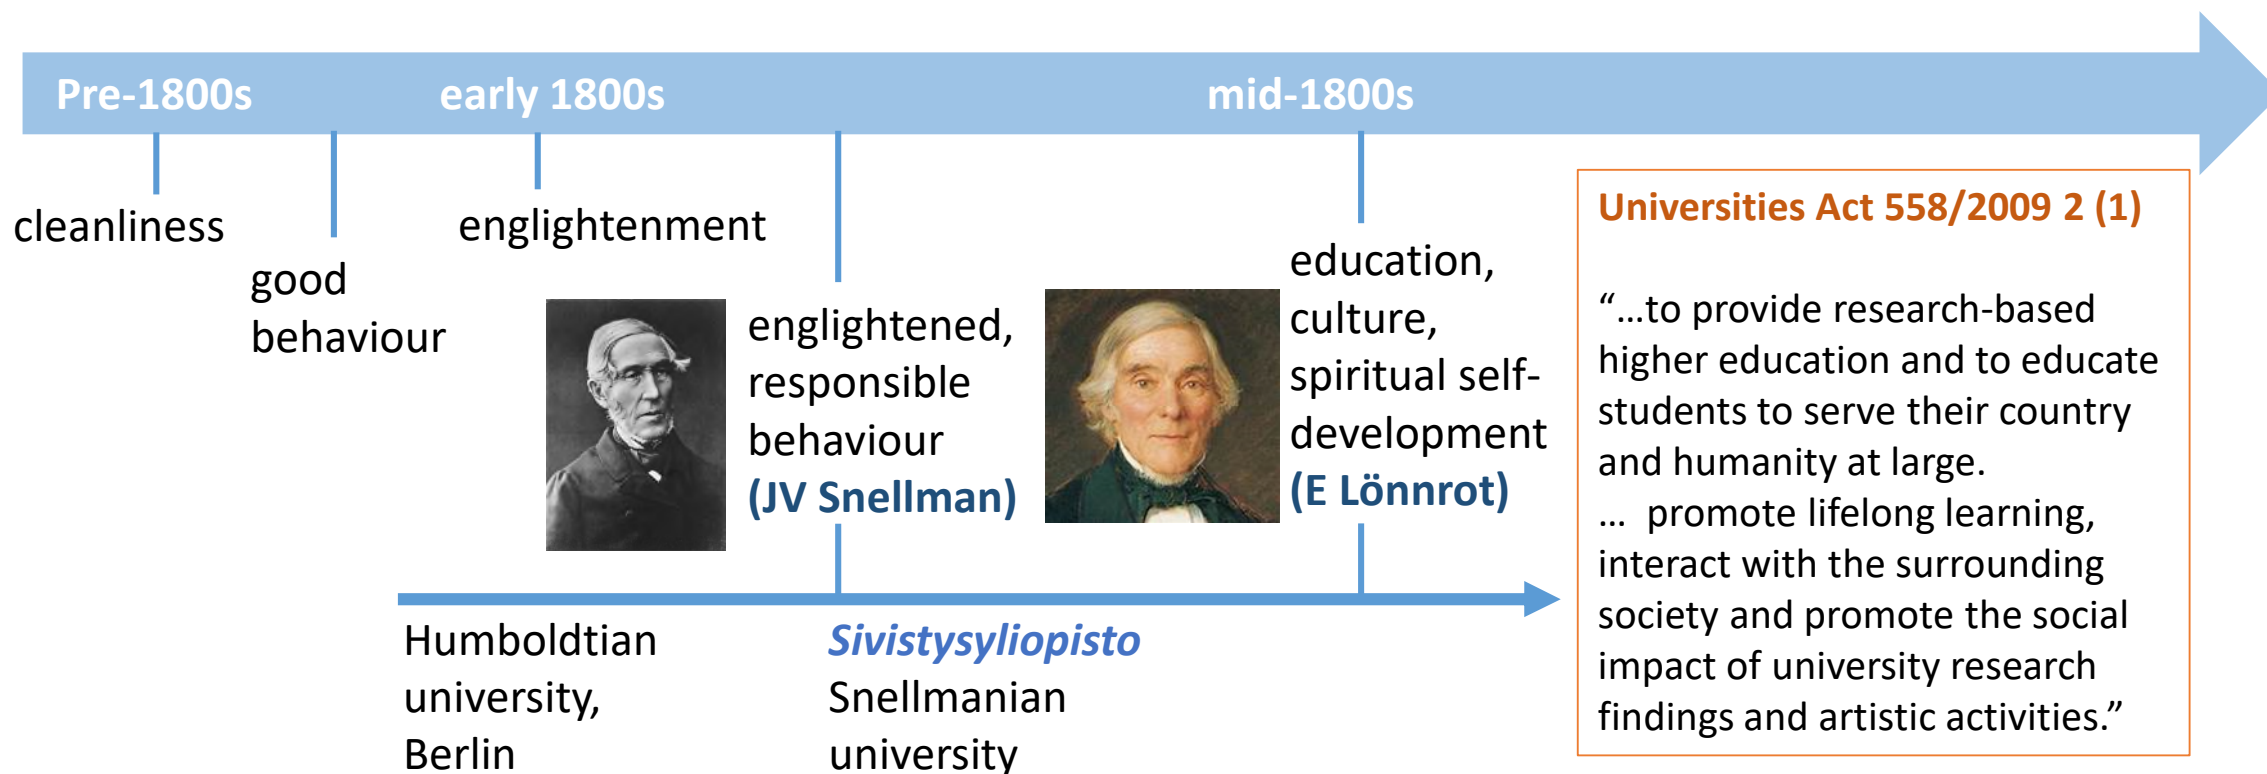 Pre-1800s
early 1800s
mid-1800s
cleanliness
good
behaviour
englightenment
englightened,
responsible
behaviour
(JV Snellman)
education,
culture,
spiritual self-
development
(E Lönnrot)
Humboldtian
university,
Berlin
Sivistysyliopisto
Snellmanian
university
Universities Act 558/2009 2 (1)
“…to provide research-based
higher education and to educate
students to serve their country
and humanity at large.
… promote lifelong learning,
interact with the surrounding
society and promote the social
impact of university research
findings and artistic activities.”